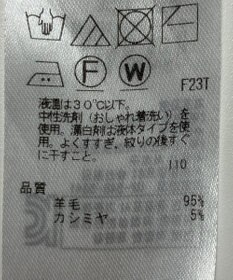 F W
F23T
液温は30℃以下。
中性洗剤(おしゃれ着洗い)を
使用。漂白剤は液体タイプを使
用。よくすすぎ、絞りの後すぐ
に干すこと。
110
品質
羊毛 95%
カシミヤ 5%